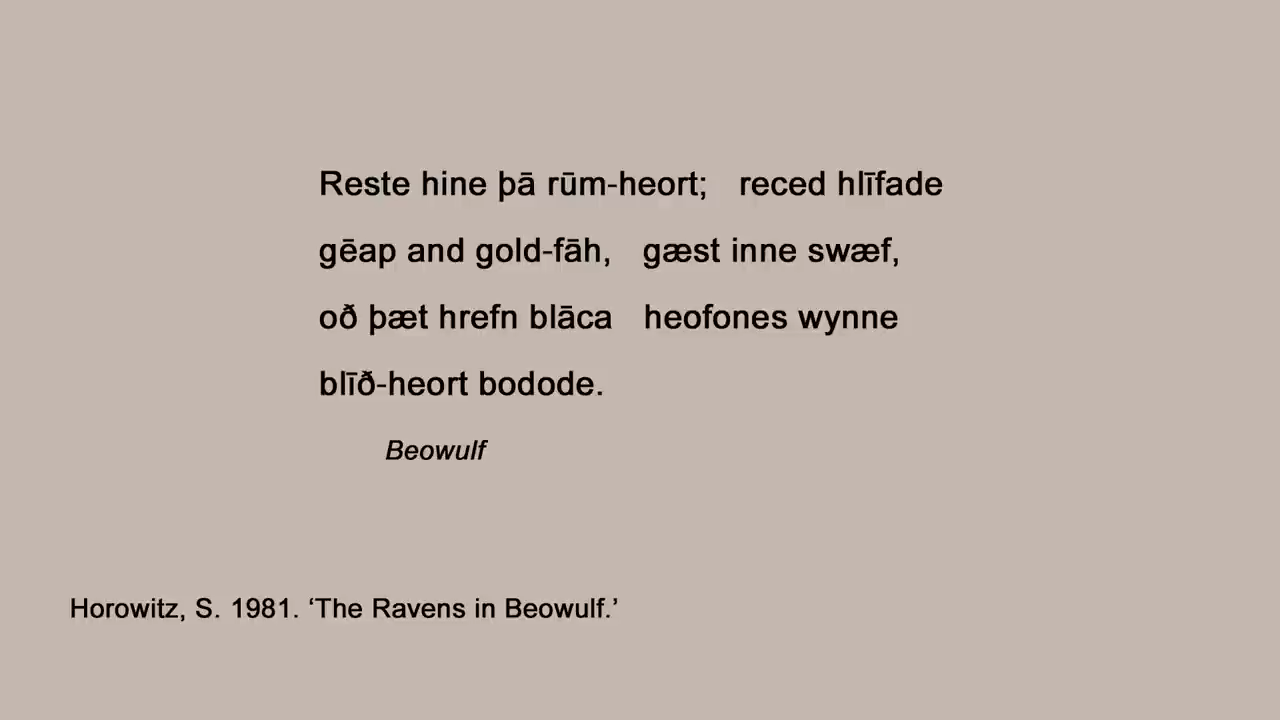 Reste hine þā rūm-heort;   reced hlīfade
gēap and gold-fāh,   gæst inne swæf,
oð þæt hrefn blāca   heofones wynne
blīð-heort bodode.
Beowulf
Horowitz, S. 1981. ‘The Ravens in Beowulf.’